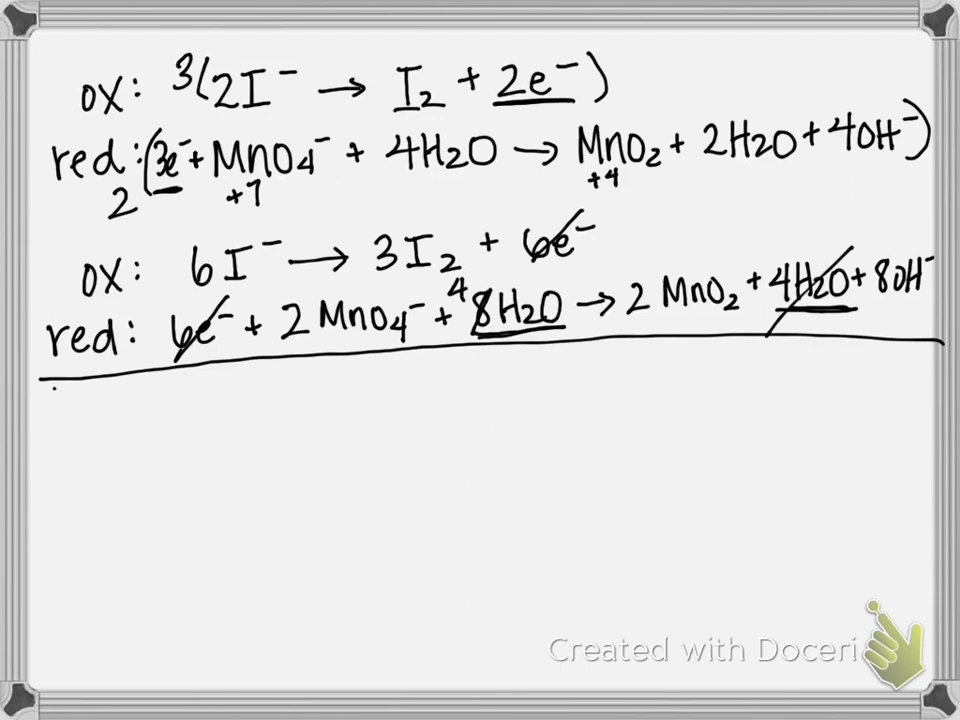 ox: 3(2I⁻ → I₂ + 2e⁻)
red: (3e⁻ + MnO₄⁻ + 4H₂O → MnO₂ + 2H₂O + 4OH⁻)
2 +7 +4
ox: 6I⁻ → 3I₂ + 6e⁻
red: 6e⁻ + 2MnO₄⁻ + 4 8H₂O → 2MnO₂ + 4H₂O + 8OH⁻
Created with Doceri